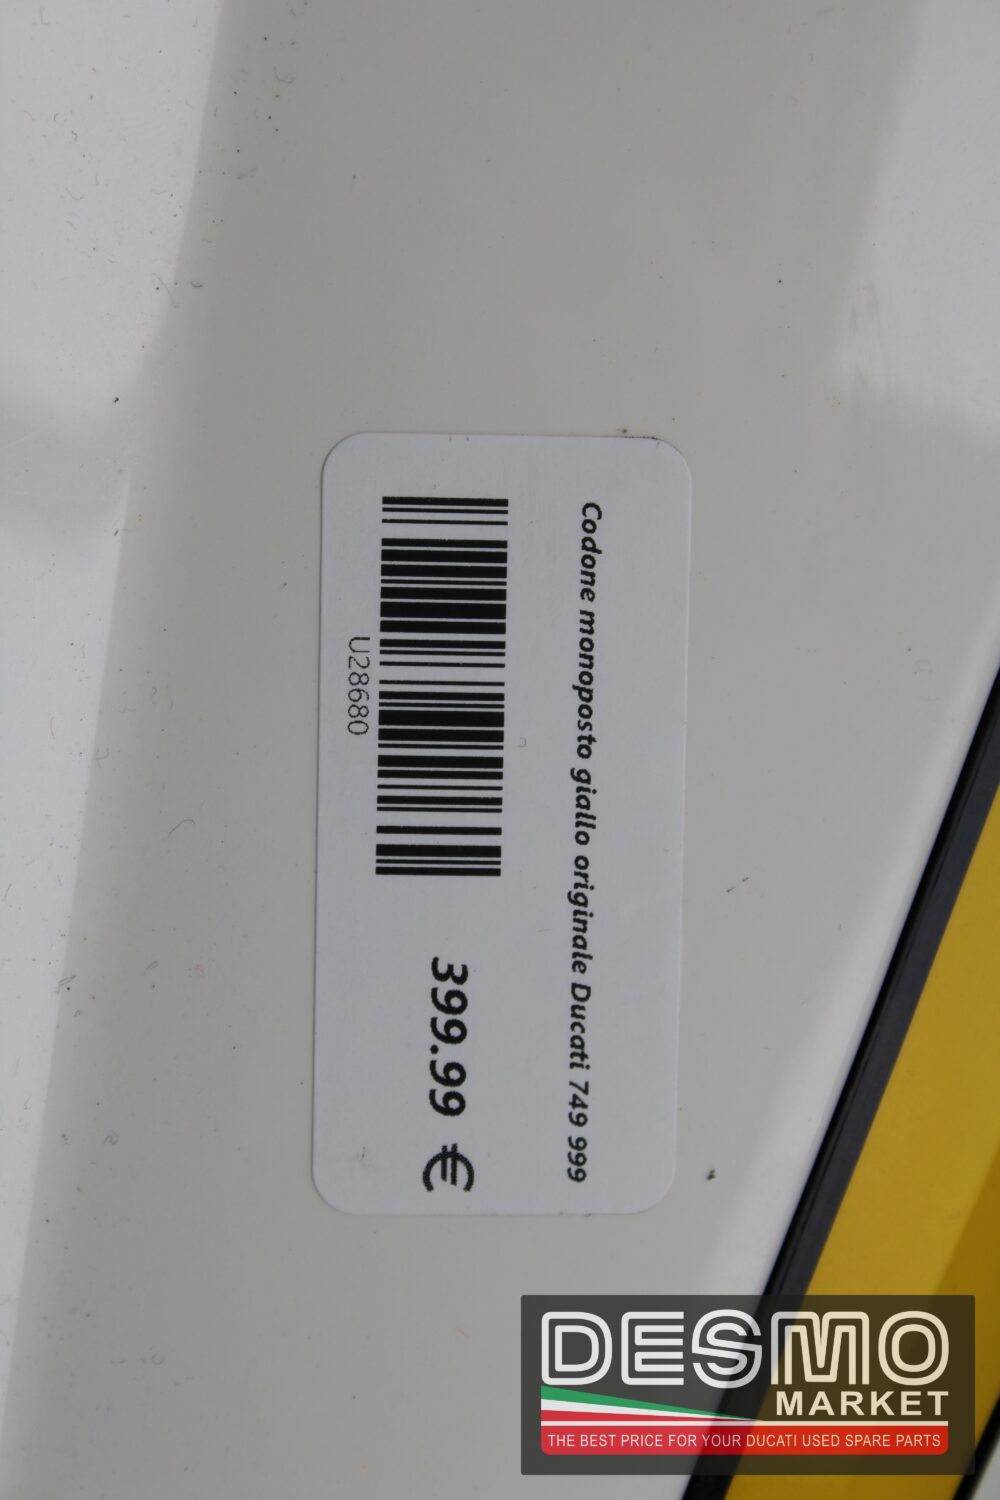 Codone monoposto giallo originale Ducati 749 999
U28680
399.99 €
DESMO
MARKET
THE BEST PRICE FOR YOUR DUCATI USED SPARE PARTS